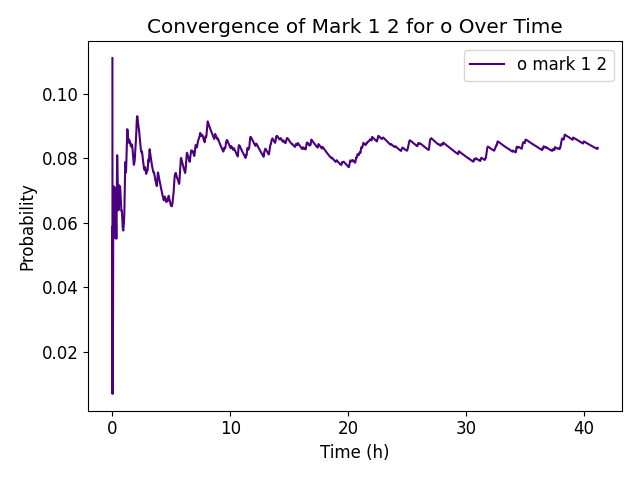 Convergence of Mark 1 2 for o Over Time
o mark 1 2
Probability
0.10
0.08
0.06
0.04
0.02
0 10 20 30 40
Time (h)